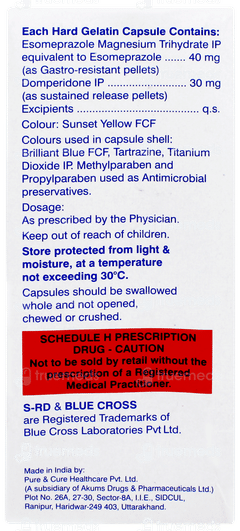 Each Hard Gelatin Capsule Contains:
Esomeprazole Magnesium Trihydrate IP
equivalent to Esomeprazole ....... 40 mg
(as Gastro-resistant pellets)
Domperidone IP ........................ 30 mg
(as sustained release pellets)
Excipients ..................................... q.s.
Colour: Sunset Yellow FCF
Colours used in capsule shell:
Brilliant Blue FCF, Tartrazine, Titanium
Dioxide IP. Methylparaben and
Propylparaben used as Antimicrobial
preservatives.
Dosage:
As prescribed by the Physician.
Keep out of reach of children.
Store protected from light &
moisture, at a temperature
not exceeding 30°C.
Capsules should be swallowed
whole and not opened,
chewed or crushed.
SCHEDULE H PRESCRIPTION
DRUG - CAUTION
Not to be sold by retail without the
prescription of a Registered
Medical Practitioner.
S-RD & BLUE CROSS
are Registered Trademarks of
Blue Cross Laboratories Pvt Ltd.
Made in India by:
Pure & Cure Healthcare Pvt. Ltd.
(A subsidiary of Akums Drugs & Pharmaceuticals Ltd.)
Plot No. 26A, 27-30, Sector-8A, I.I.E., SIDCUL,
Ranipur, Haridwar-249 403, Uttarakhand.